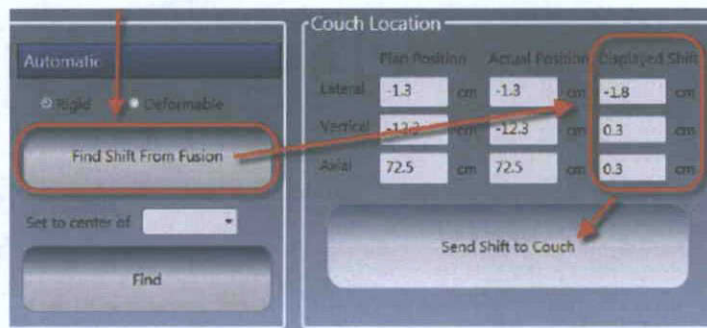 Couch Location
Automatic
Plan Position Actual Position Displayed Shift
Rigid Deformable
Lateral -1.3 cm -1.3 cm -1.8 cm
Find Shift From Fusion
Vertical -12.3 cm -12.3 cm 0.3 cm
Axial 72.5 cm 72.5 cm 0.3 cm
Set to center of
Send Shift to Couch
Find